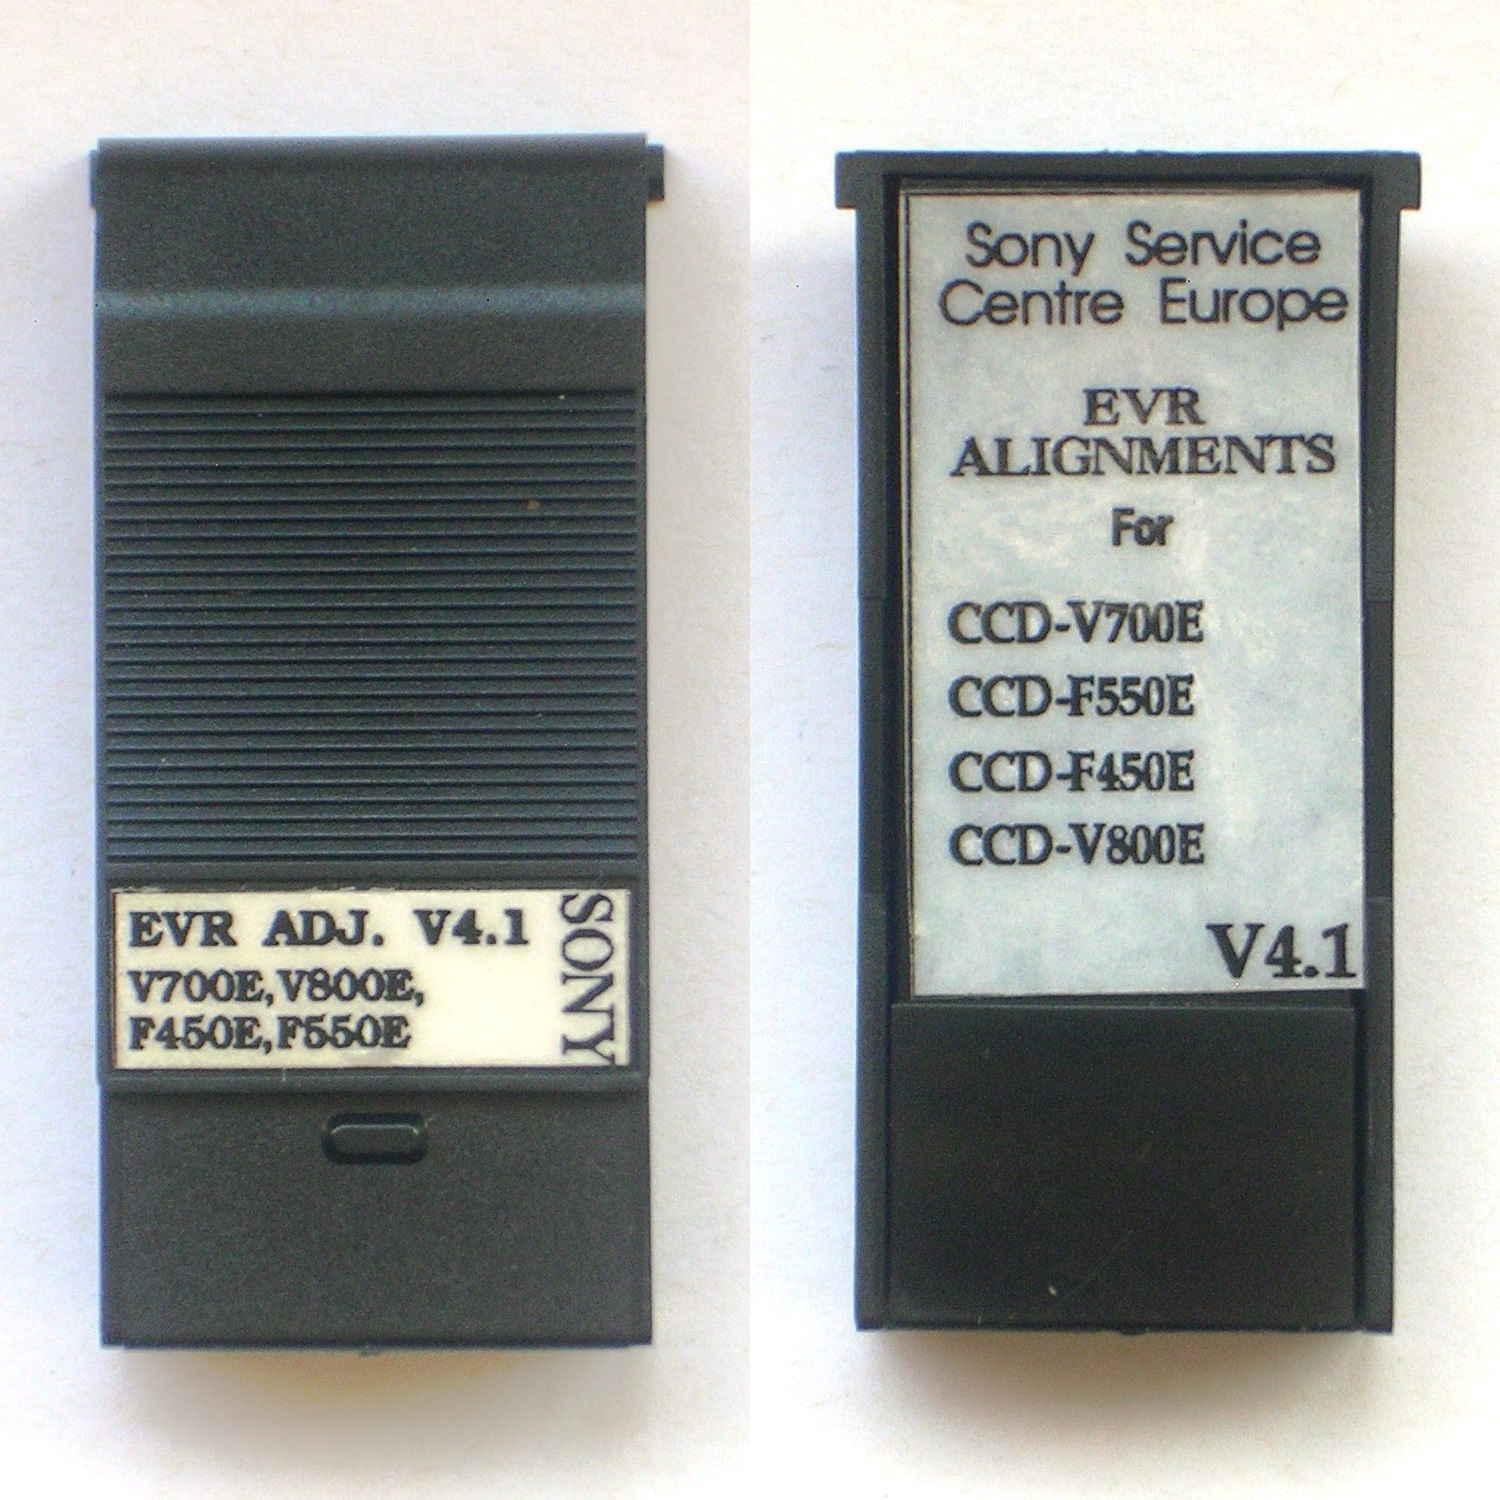 EVR ADJ. V4.1
V700E,V800E,
F450E,F550E
SONY
Sony Service
Centre Europe
EVR
ALIGNMENTS
For
CCD-V700E
CCD-F550E
CCD-F450E
CCD-V800E
V4.1